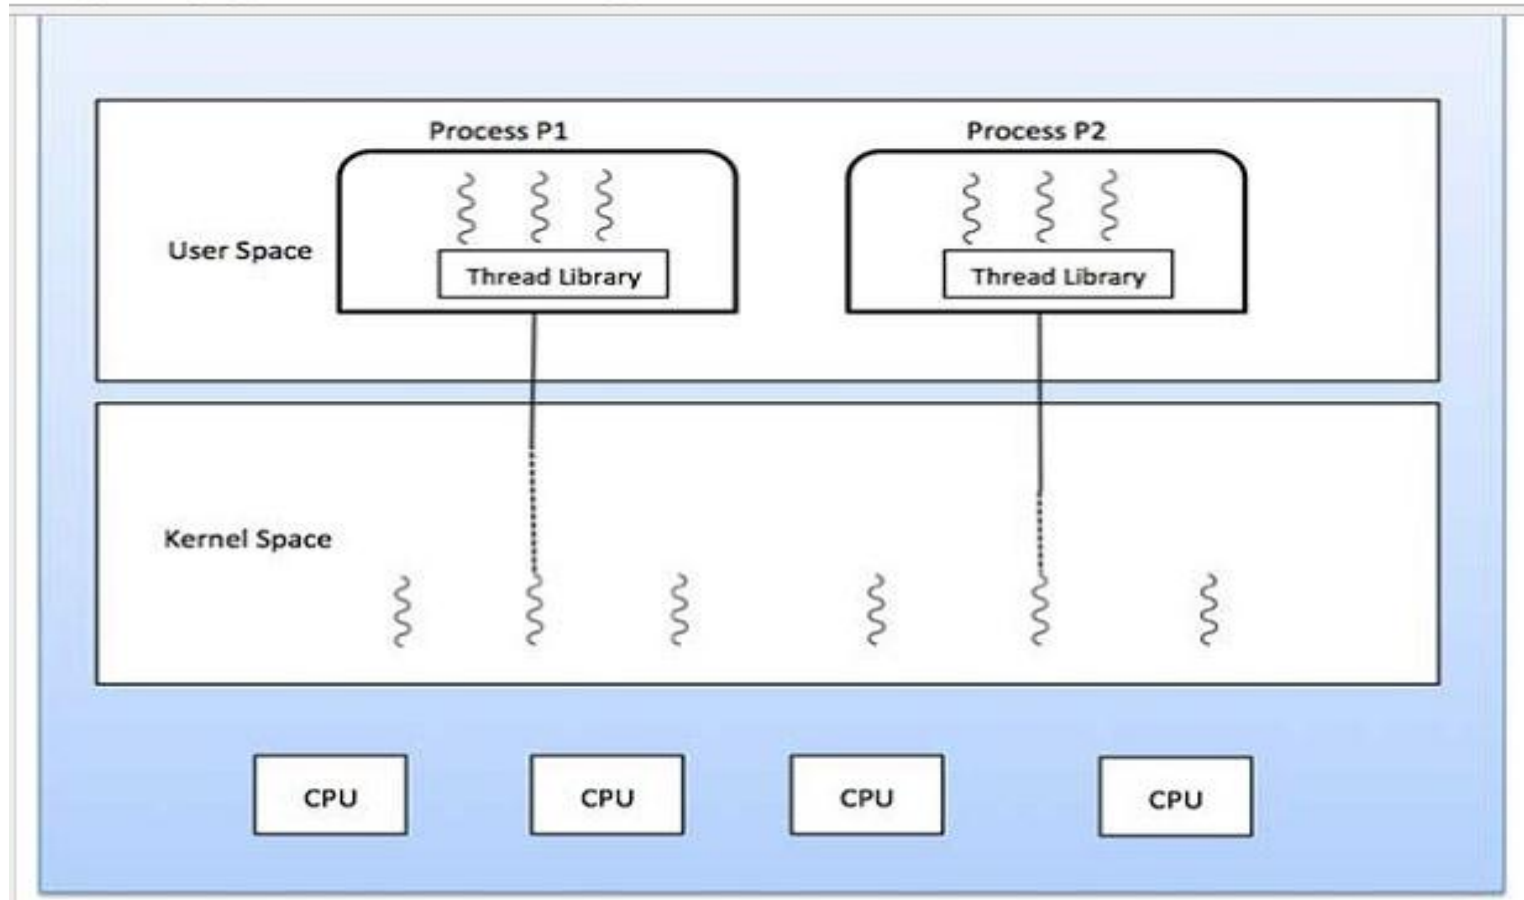 Process P1
Process P2
User Space
Thread Library
Thread Library
Kernel Space
CPU
CPU
CPU
CPU